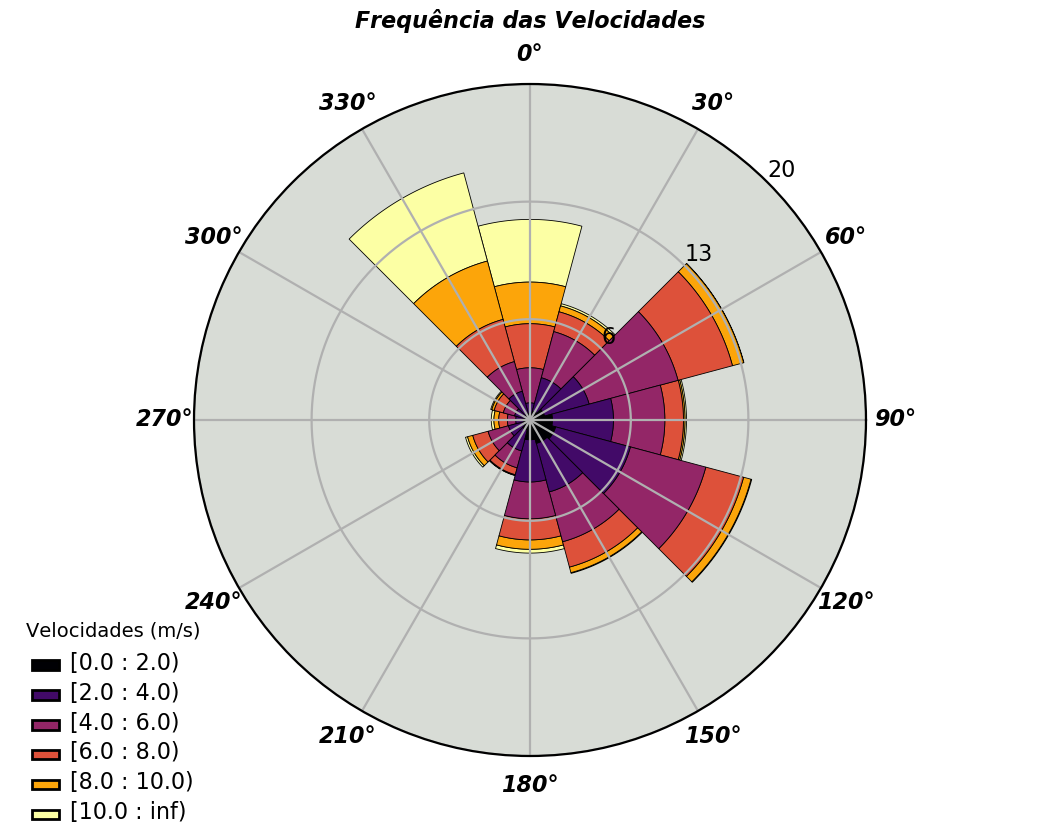 Frequência das Velocidades
0°
330°
30°
20
300°
60°
13
6
270°
90°
240°
120°
Velocidades (m/s)
[0.0 : 2.0)
[2.0 : 4.0)
[4.0 : 6.0)
[6.0 : 8.0)
[8.0 : 10.0)
[10.0 : inf)
210°
150°
180°